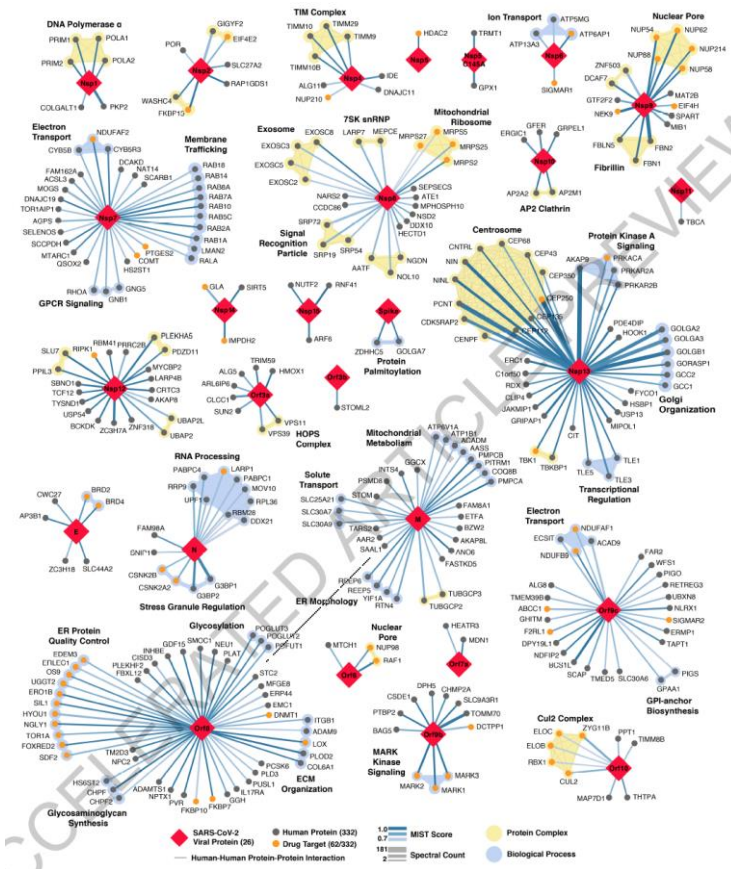 DNA Polymerase α
PRIM1
POLA1
PRIM2
POLA2
Nsp1
COLGALT1
PKP2
GIGYF2
EIF4E2
POR
SLC27A2
Nsp2
RAP1GDS1
WASHC4
FKBP15
TIM Complex
TIMM10
TIMM29
TIMM9
Nsp4
TIMM10B
IDE
ALG11
DNAJC11
NUP210
HDAC2
Nsp5
TRMT1
Nsp5
C145A
GPX1
Ion Transport
ATP5MG
ATP13A3
ATP6AP1
Nsp6
SIGMAR1
Nuclear Pore
NUP54
NUP62
NUP214
NUP88
NUP58
ZNF503
DCAF7
MAT2B
GTF2F2
EIF4H
Nsp9
NEK9
SPART
MIB1
FBLN5
FBN2
FBN1
Fibrillin
Electron
Transport
NDUFAF2
CYB5B
CYB5R3
Membrane
Trafficking
RAB18
RAB14
RAB8A
RAB7A
RAB10
RAB5C
RAB2A
RAB1A
LMAN2
RALA
DCAKD
FAM162A
NAT14
ACSL3
SCARB1
MOGS
DNAJC19
Nsp7
TOR1AIP1
AGPS
SELENOS
SCCPDH
PTGES2
MTARC1
COMT
QSOX2
HS2ST1
GPCR Signaling
RHOA
GNB1
GNG5
Exosome
EXOSC8
EXOSC3
EXOSC5
EXOSC2
7SK snRNP
LARP7
MEPCE
Mitochondrial
Ribosome
MRPS27
MRPS5
MRPS25
MRPS2
Nsp8
NARS2
CCDC86
SEPSECS
ATE1
MPHOSPH10
NSD2
DDX10
HECTD1
Signal
Recognition
Particle
SRP72
SRP54
SRP19
AATF
NGDN
NOL10
GFER
ERGIC1
GRPEL1
Nsp10
AP2A2
AP2M1
AP2 Clathrin
Nsp11
TBCA
Centrosome
CEP68
CNTRL
CEP43
NIN
CEP350
NINL
CEP250
PCNT
CEP135
CDK5RAP2
CEP112
CENPF
Protein Kinase A
Signaling
AKAP9
PRKACA
PRKAR2A
PRKAR2B
PDE4DIP
HOOK1
GOLGA2
GOLGA3
GOLGB1
GORASP1
GCC2
GCC1
Golgi
Organization
ERC1
C1orf50
RDX
CLIP4
JAKMIP1
GRIPAP1
Nsp13
FYCO1
HSBP1
USP13
MIPOL1
CIT
TBK1
TBKBP1
TLE1
TLE5
TLE3
Transcriptional
Regulation
GLA
SIRT5
Nsp14
IMPDH2
NUTF2
RNF41
Nsp15
ARF6
Spike
ZDHHC5
GOLGA7
Protein
Palmitoylation
PRRC2B
RBM41
PLEKHA5
SLU7
RIPK1
PDZD11
PPIL3
MYCBP2
SBNO1
Nsp12
LARP4B
TCF12
CRTC3
TYSND1
AKAP8
USP54
BCKDK
ZC3H7A
ZNF318
UBAP2L
UBAP2
TRIM59
ALG5
HMOX1
ARL6IP6
Orf3a
CLCC1
SUN2
VPS11
VPS39
HOPS
Complex
Orf3b
STOML2
BRD2
CWC27
BRD4
AP3B1
E
ZC3H18
SLC44A2
RNA Processing
LARP1
PABPC4
PABPC1
RRP9
MOV10
UPF1
RPL36
RBM28
DDX21
FAM98A
SNIP1
N
CSNK2B
G3BP1
CSNK2A2
G3BP2
Stress Granule Regulation
Mitochondrial
Metabolism
ATP6V1A
ATP1B1
ACADM
AASS
PMPCB
PITRM1
COQ8B
PMPCA
GGCX
INTS4
PSMD8
STOM
Solute
Transport
SLC25A21
SLC30A7
SLC30A9
TARS2
AAR2
SAAL1
M
FAM8A1
ETFA
BZW2
AKAP8L
ANO6
FASTKD5
REEP6
REEP5
YIF1A
RTN4
ER Morphology
TUBGCP3
TUBGCP2
Electron
Transport
NDUFAF1
ECSIT
ACAD9
NDUFB9
FAR2
WFS1
PIGO
RETREG3
UBXN8
NLRX1
SIGMAR2
ERMP1
TAPT1
ALG8
TMEM39B
ABCC1
GHITM
F2RL1
DPY19L1
NDFIP2
BCS1L
SCAP
TMED5
SLC30A6
Orf9c
PIGS
GPAA1
GPI-anchor
Biosynthesis
ER Protein
Quality Control
EDEM3
ERLEC1
OS9
UGGT2
ERO1B
SIL1
HYOU1
NGLY1
TOR1A
FOXRED2
SDF2
Glycosylation
POGLUT3
POGLUT2
POFUT1
NEU1
SMOC1
GDF15
PLAT
INHBE
CISD3
PLEKHF2
FBXL12
STC2
MFGE8
ERP44
EMC1
DNMT1
Orf8
ITGB1
ADAM9
LOX
PLOD2
COL6A1
ECM
Organization
TM2D3
NPC2
HS6ST2
CHPF
CHPF2
Glycosaminoglycan
Synthesis
ADAMTS1
NPTX1
PVR
FKBP10
FKBP7
GGH
IL17RA
PUSL1
PLD3
PCSK6
Nuclear
Pore
MTCH1
NUP98
RAE1
Orf6
HEATR3
MDN1
Orf7a
DPH5
CSDE1
CHMP2A
SLC9A3R1
PTBP2
TOMM70
BAG5
Orf9b
DCTPP1
MARK Kinase
Signaling
MARK3
MARK2
MARK1
Cul2 Complex
ELOC
ZYG11B
ELOB
PPT1
RBX1
TIMM8B
CUL2
Orf10
MAP7D1
THTPA
SARS-CoV-2
Viral Protein (26)
Human Protein (332)
Drug Target (62/332)
Human-Human Protein-Protein Interaction
1.0
0.7
MIST Score
181
2
Spectral Count
Protein Complex
Biological Process